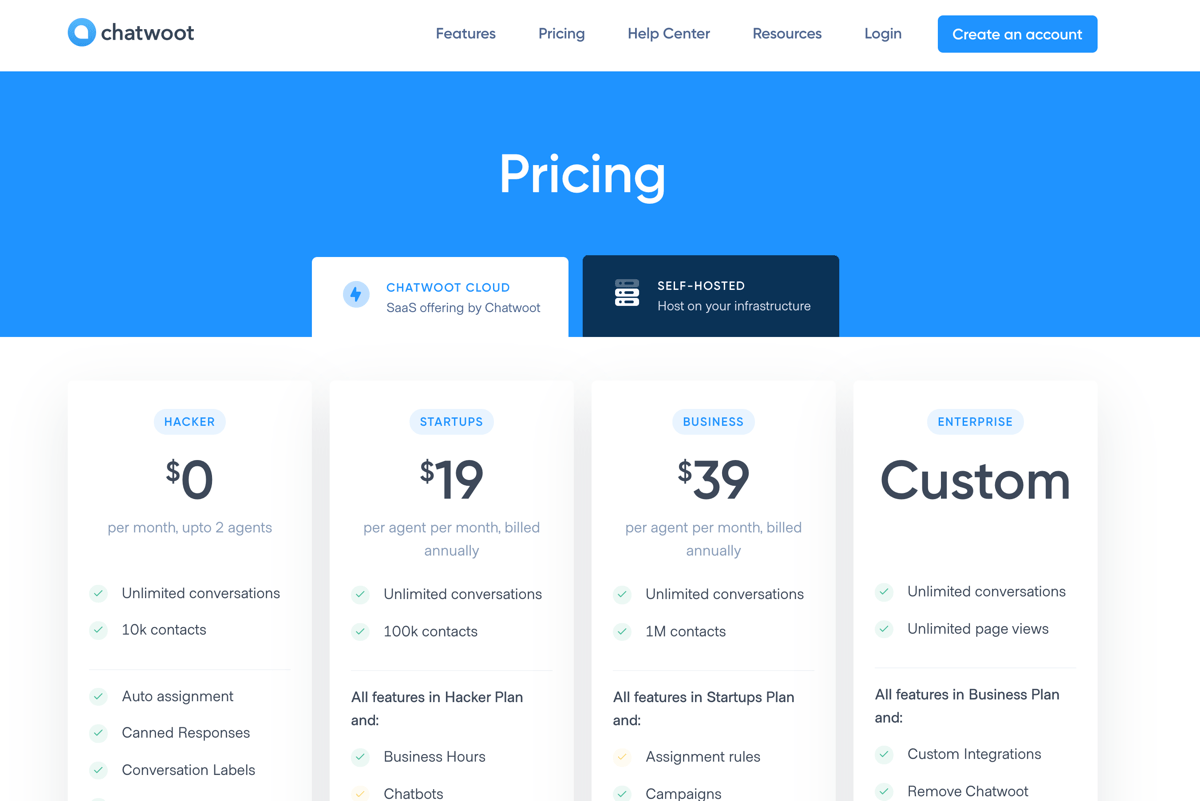 chatwoot
Features
Pricing
Help Center
Resources
Login
Create an account
Pricing
CHATWOOT CLOUD
SaaS offering by Chatwoot
SELF-HOSTED
Host on your infrastructure
HACKER
$0
per month, upto 2 agents
Unlimited conversations
10k contacts
Auto assignment
Canned Responses
Conversation Labels
STARTUPS
$19
per agent per month, billed
annually
Unlimited conversations
100k contacts
All features in Hacker Plan
and:
Business Hours
Chatbots
BUSINESS
$39
per agent per month, billed
annually
Unlimited conversations
1M contacts
All features in Startups Plan
and:
Assignment rules
Campaigns
ENTERPRISE
Custom
Unlimited conversations
Unlimited page views
All features in Business Plan
and:
Custom Integrations
Remove Chatwoot